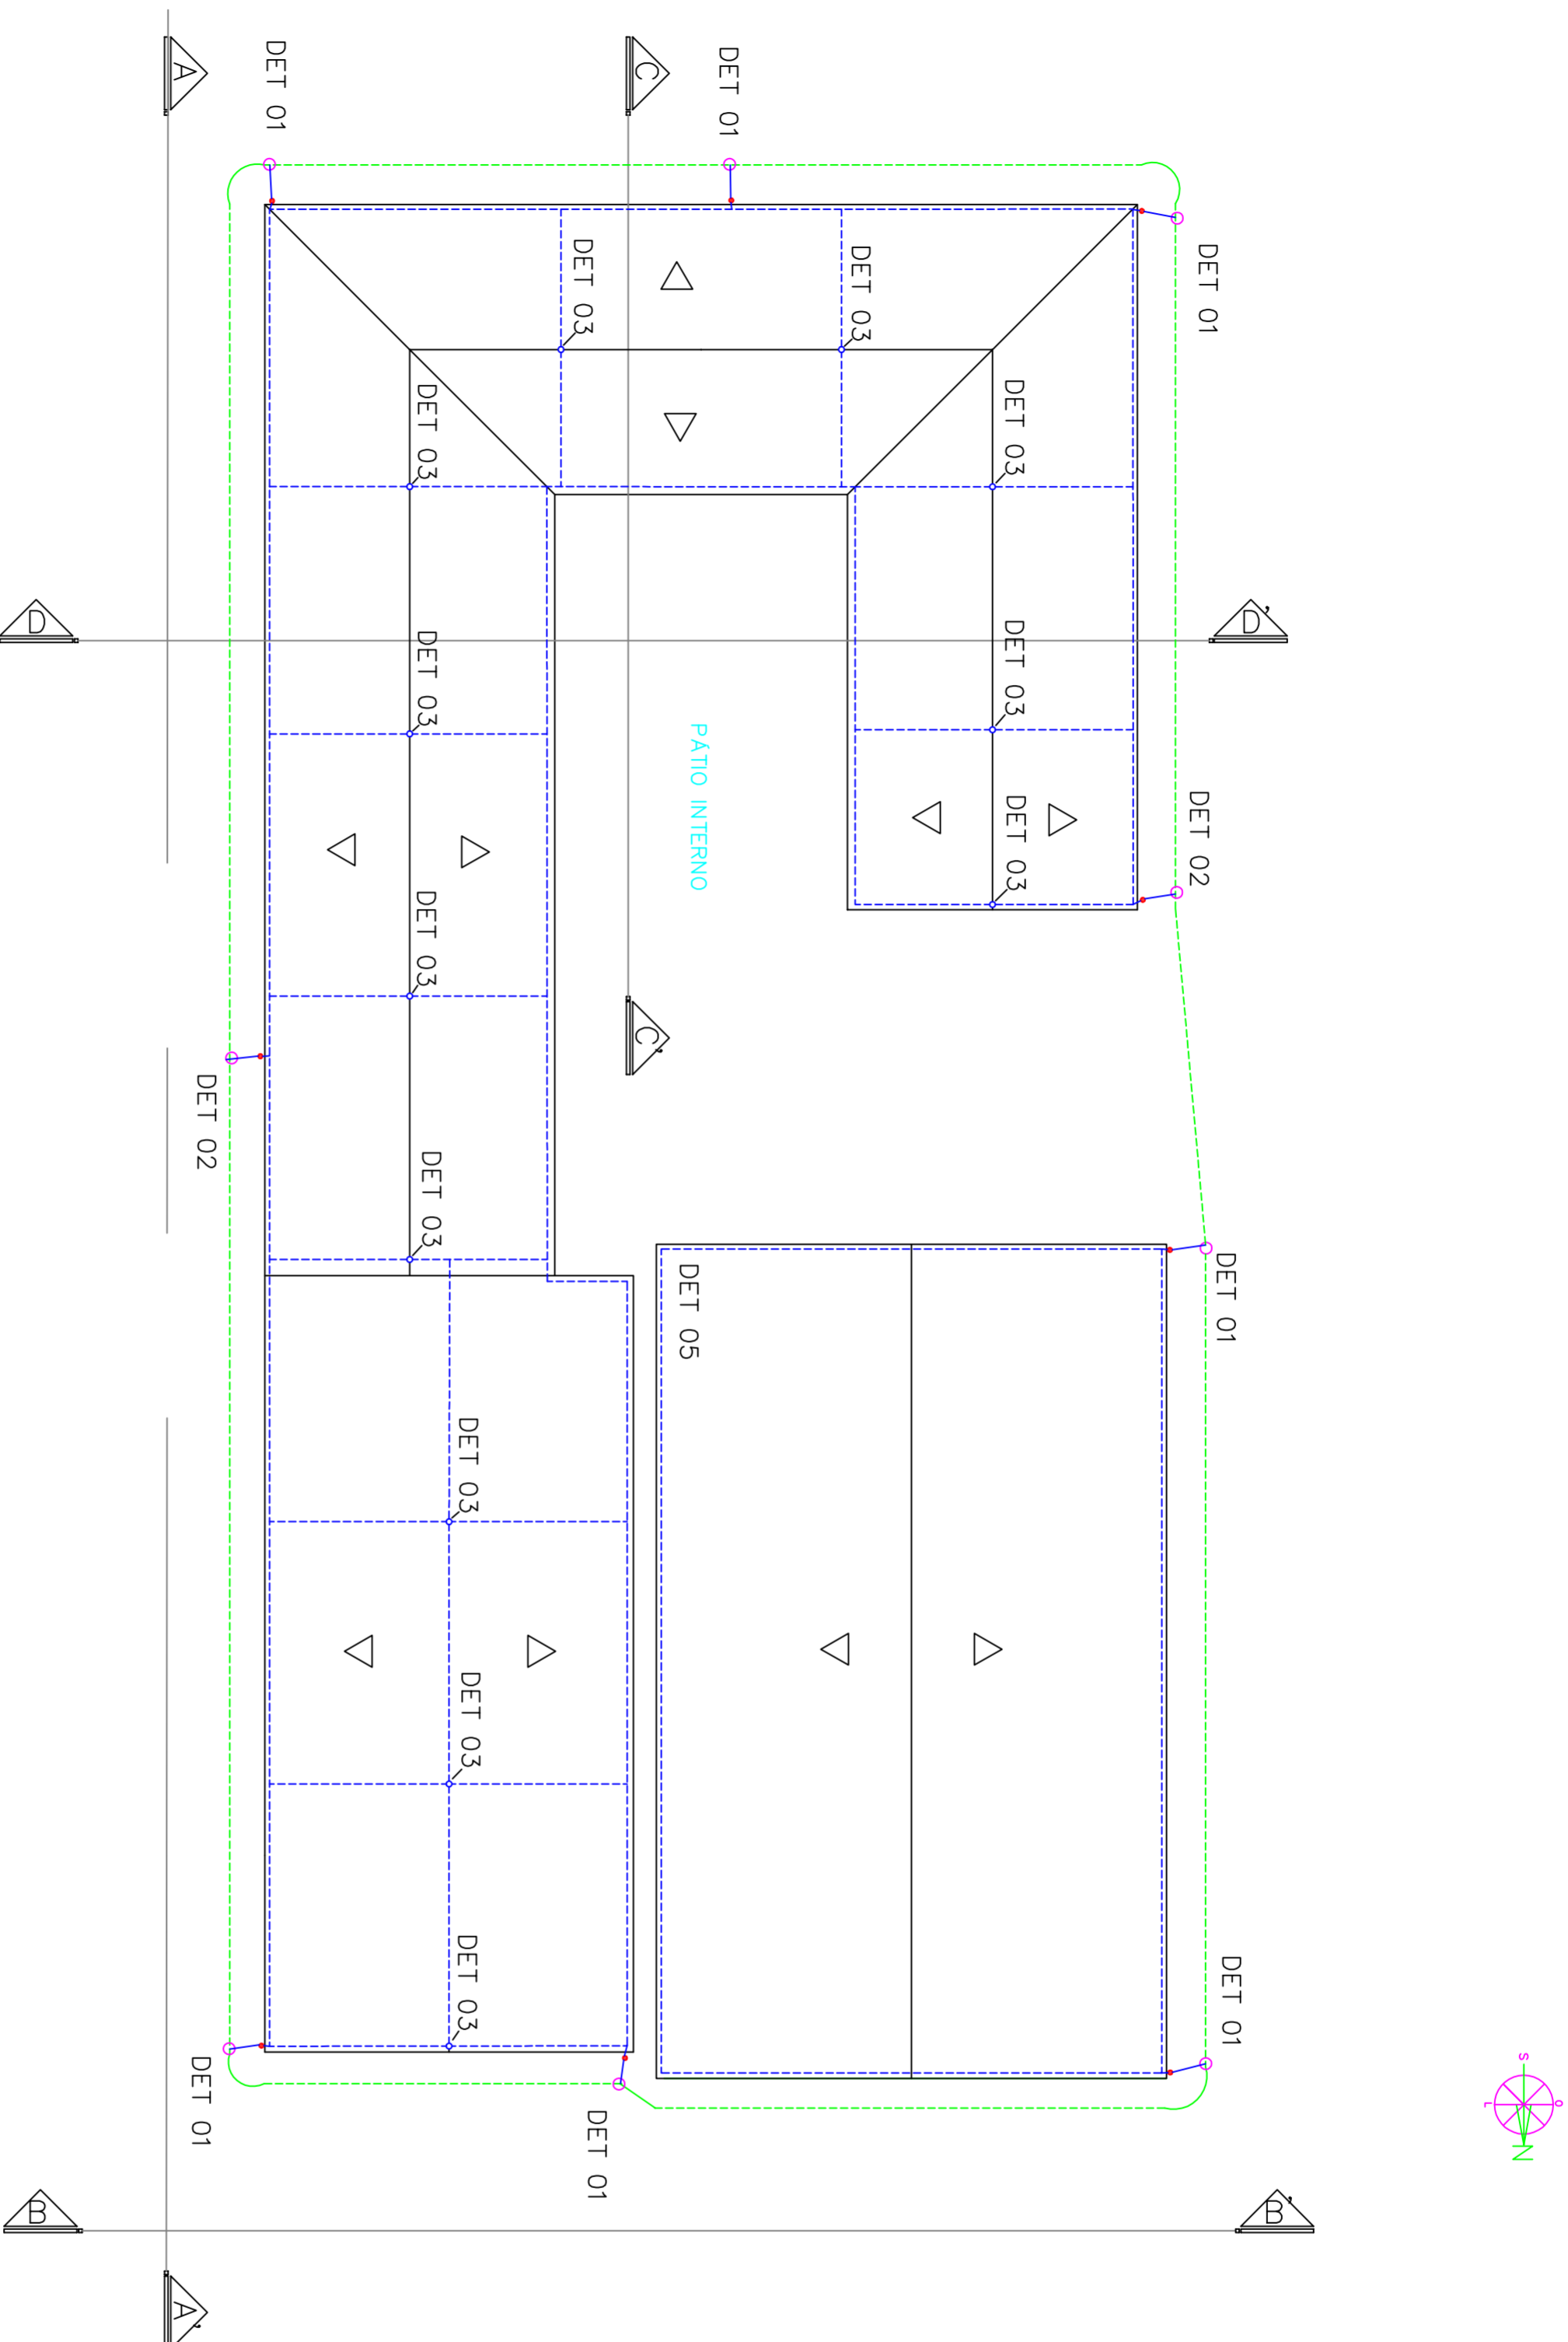 A
C
DET 01
DET 01
DET 01
DET 03
DET 03
DET 03
DET 03
D
D'
DET 03
DET 03
PÁTIO INTERNO
DET 03
DET 02
DET 03
C'
DET 02
DET 03
DET 01
DET 05
DET 03
DET 03
DET 03
DET 01
S
O
L
N
DET 01
DET 01
B
B'
A'